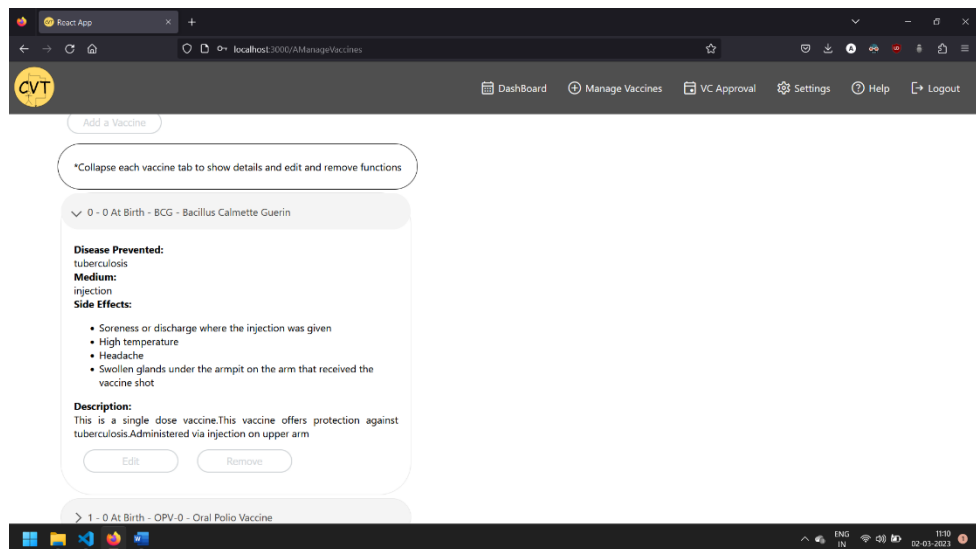 React App
localhost:3000/AManageVaccines
CVT
DashBoard
Manage Vaccines
VC Approval
Settings
Help
Logout
Add a Vaccine
*Collapse each vaccine tab to show details and edit and remove functions
0 - 0 At Birth - BCG - Bacillus Calmette Guerin
Disease Prevented:
tuberculosis
Medium:
injection
Side Effects:
Soreness or discharge where the injection was given
High temperature
Headache
Swollen glands under the armpit on the arm that received the
vaccine shot
Description:
This is a single dose vaccine.This vaccine offers protection against
tuberculosis.Administered via injection on upper arm
Edit
Remove
1 - 0 At Birth - OPV-0 - Oral Polio Vaccine
ENG
IN
11:10
02-03-2023